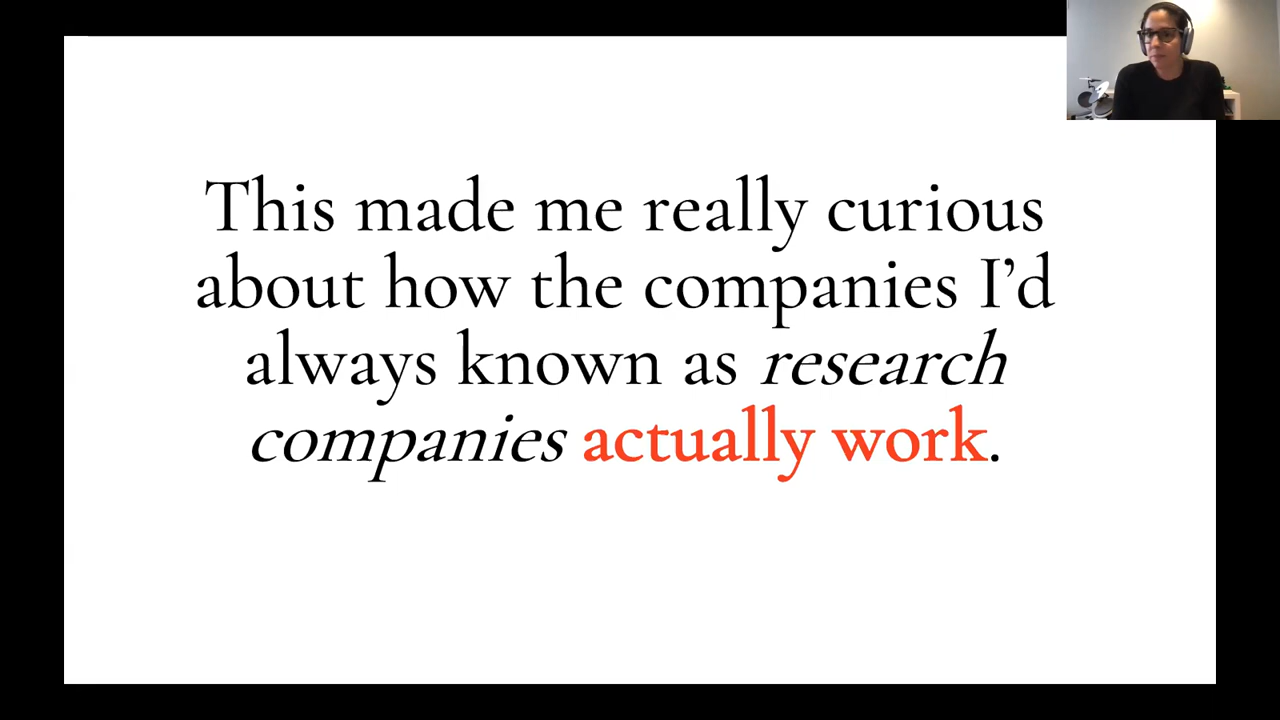 This made me really curious
about how the companies I’d
always known as research
companies actually work.